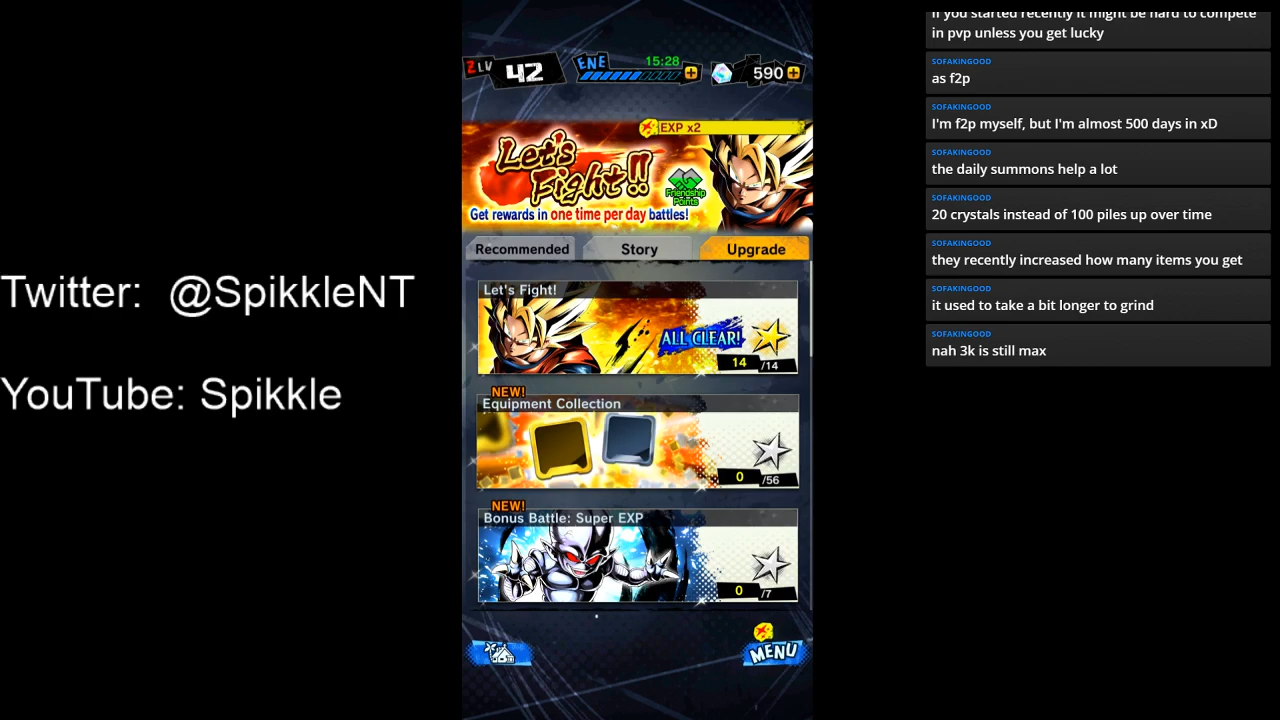 Twitter: @SpikkleNT
YouTube: Spikkle
Z LV 42
ENE
15:28
590
EXP x2
Let's
Fight!!
Friendship
Points
Get rewards in one time per day battles!
Recommended
Story
Upgrade
Let's Fight!
ALL CLEAR!
14 /14
NEW!
Equipment Collection
0 /56
NEW!
Bonus Battle: Super EXP
0 /7
MENU
if you started recently it might be hard to compete
in pvp unless you get lucky
SOFAKINGOOD
as f2p
SOFAKINGOOD
I'm f2p myself, but I'm almost 500 days in xD
SOFAKINGOOD
the daily summons help a lot
SOFAKINGOOD
20 crystals instead of 100 piles up over time
SOFAKINGOOD
they recently increased how many items you get
SOFAKINGOOD
it used to take a bit longer to grind
SOFAKINGOOD
nah 3k is still max